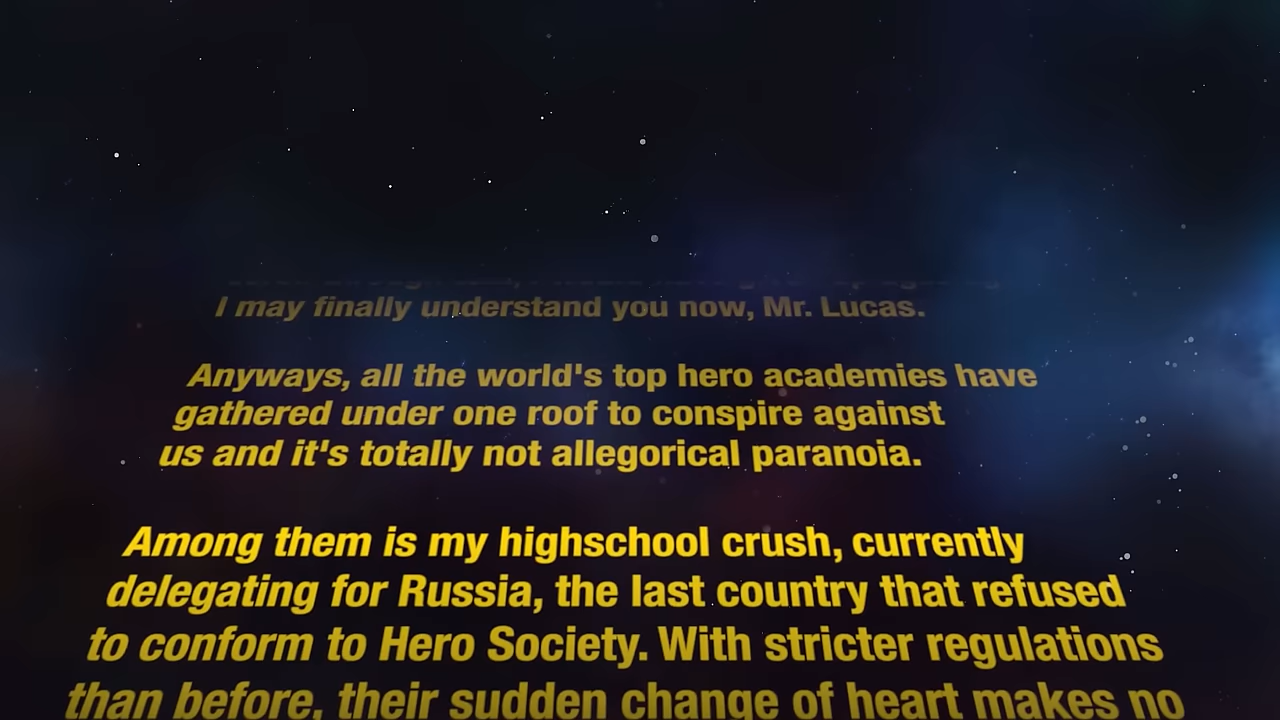 I may finally understand you now, Mr. Lucas.
Anyways, all the world's top hero academies have
gathered under one roof to conspire against
us and it's totally not allegorical paranoia.
Among them is my highschool crush, currently
delegating for Russia, the last country that refused
to conform to Hero Society. With stricter regulations
than before, their sudden change of heart makes no